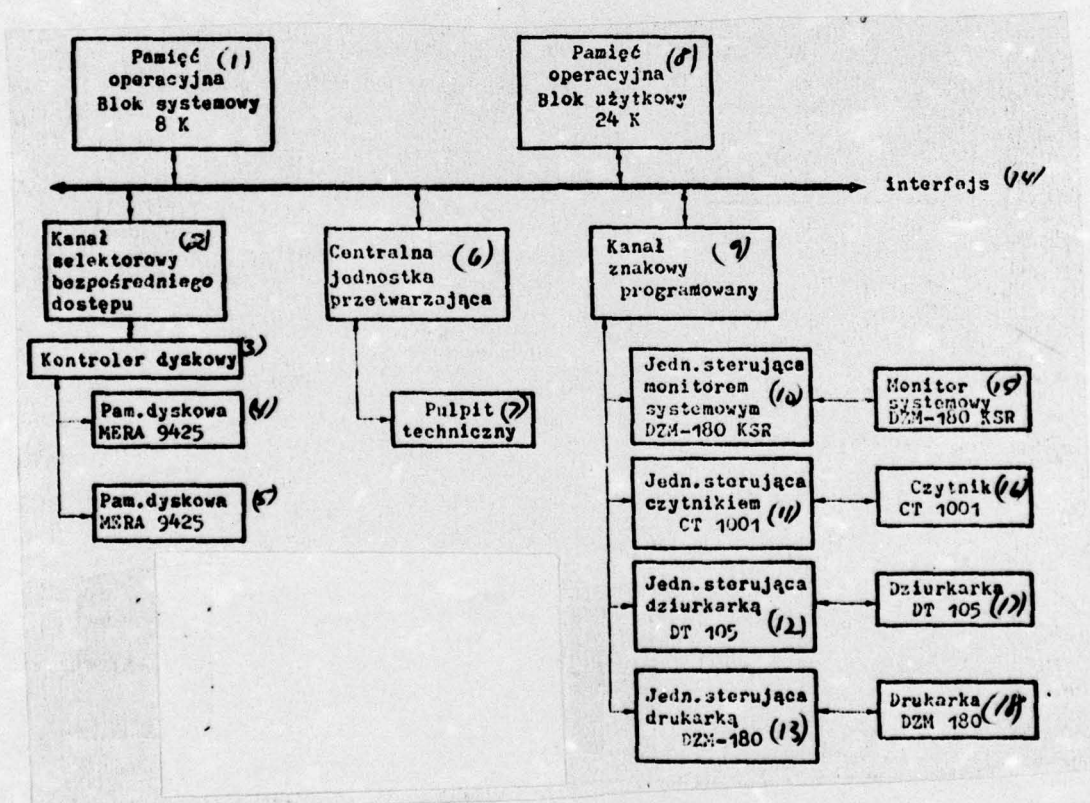 Pamięć (1)
operacyjna
Blok systemowy
8 K
Pamięć (8)
operacyjna
Blok użytkowy
24 K
interfejs (14)
Kanał (2)
selektorowy
bezpośredniego
dostępu
Centralna (6)
jednostka
przetwarzająca
Kanał (9)
znakowy
programowany
Kontroler dyskowy (3)
Pam.dyskowa (4)
MERA 9425
Pam.dyskowa (5)
MERA 9425
Pulpit (7)
techniczny
Jedn.sterująca
monitorem
systemowym (10)
DZM-180 KSR
Monitor (15)
systemowy
DZM-180 KSR
Jedn.sterująca
czytnikiem
CT 1001 (11)
Czytnik (16)
CT 1001
Jedn.sterująca
dziurkarką
DT 105 (12)
Dziurkarka
DT 105 (17)
Jedn.sterująca
drukarką
DZM-180 (13)
Drukarka
DZM 180 (18)